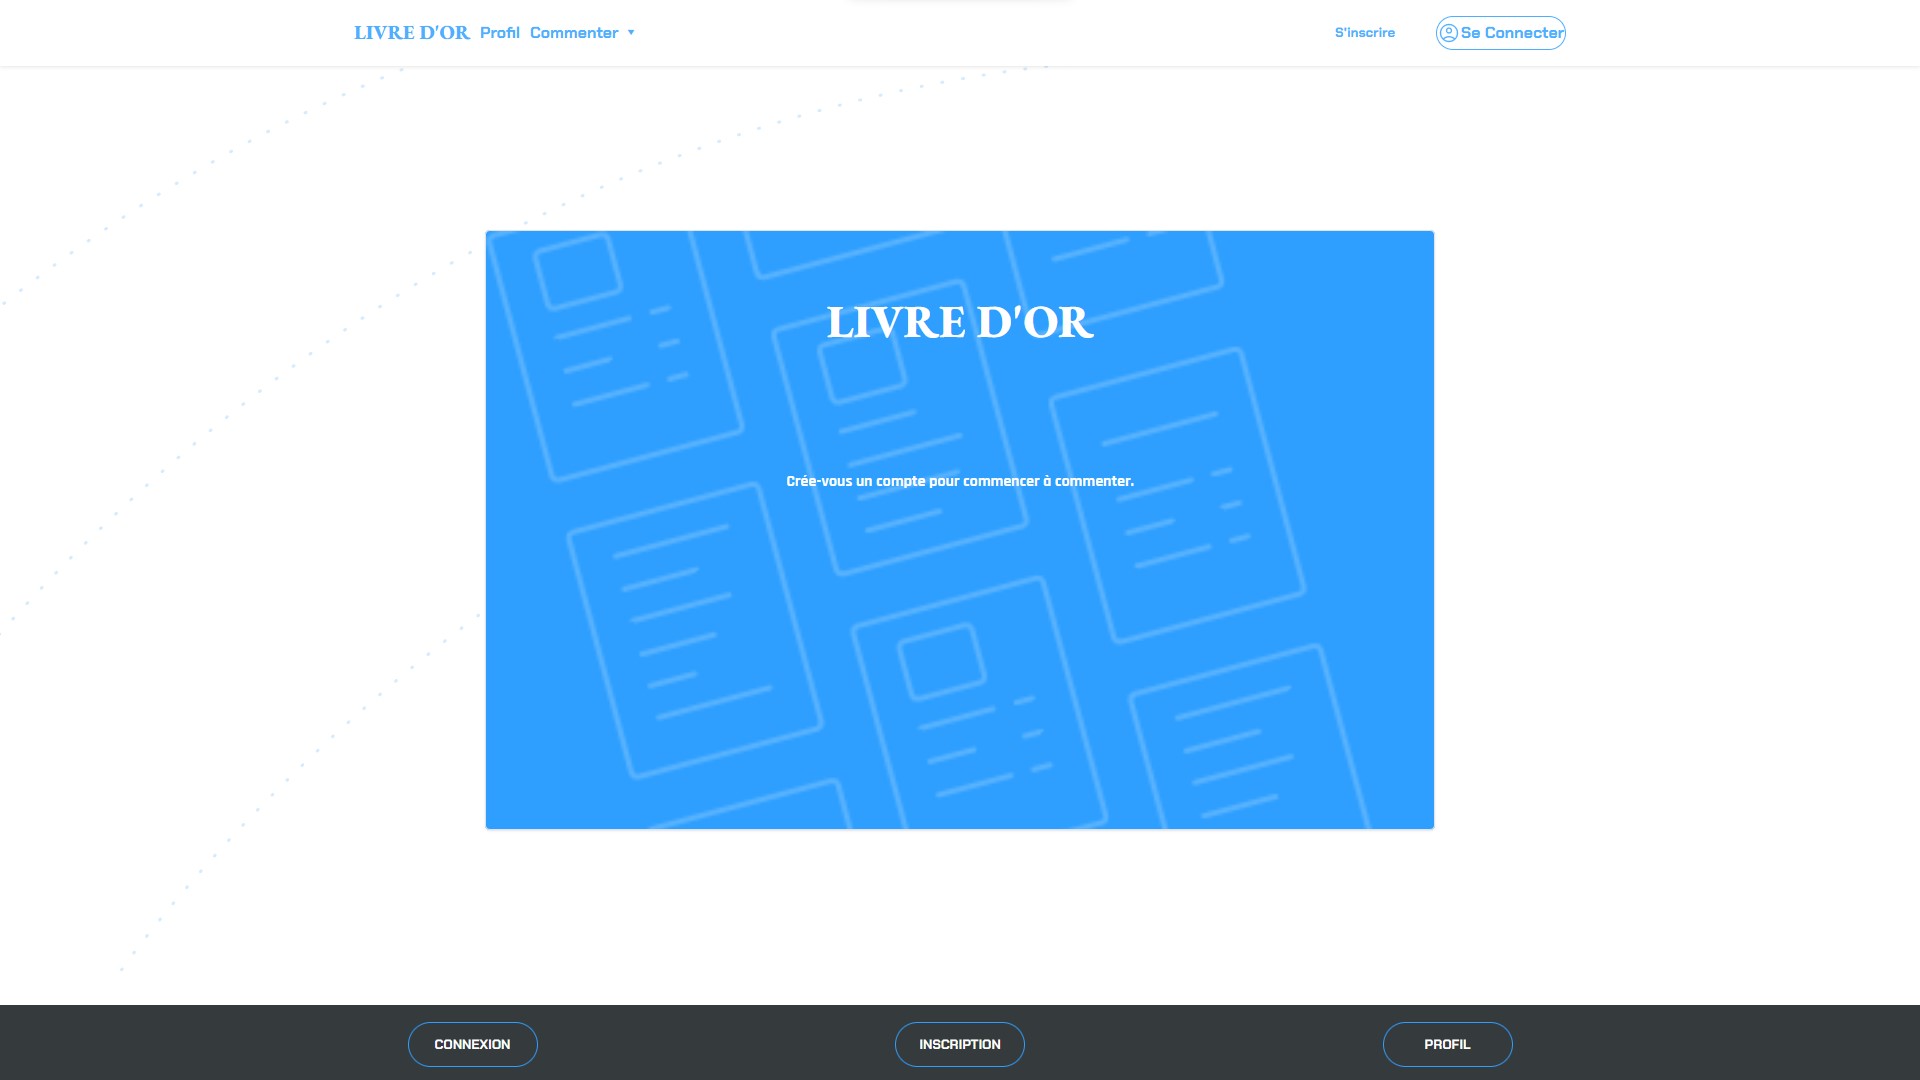 LIVRE D'OR Profil Commenter S'inscrire Se Connecter
LIVRE D'OR
Crée-vous un compte pour commencer à commenter.
CONNEXION INSCRIPTION PROFIL